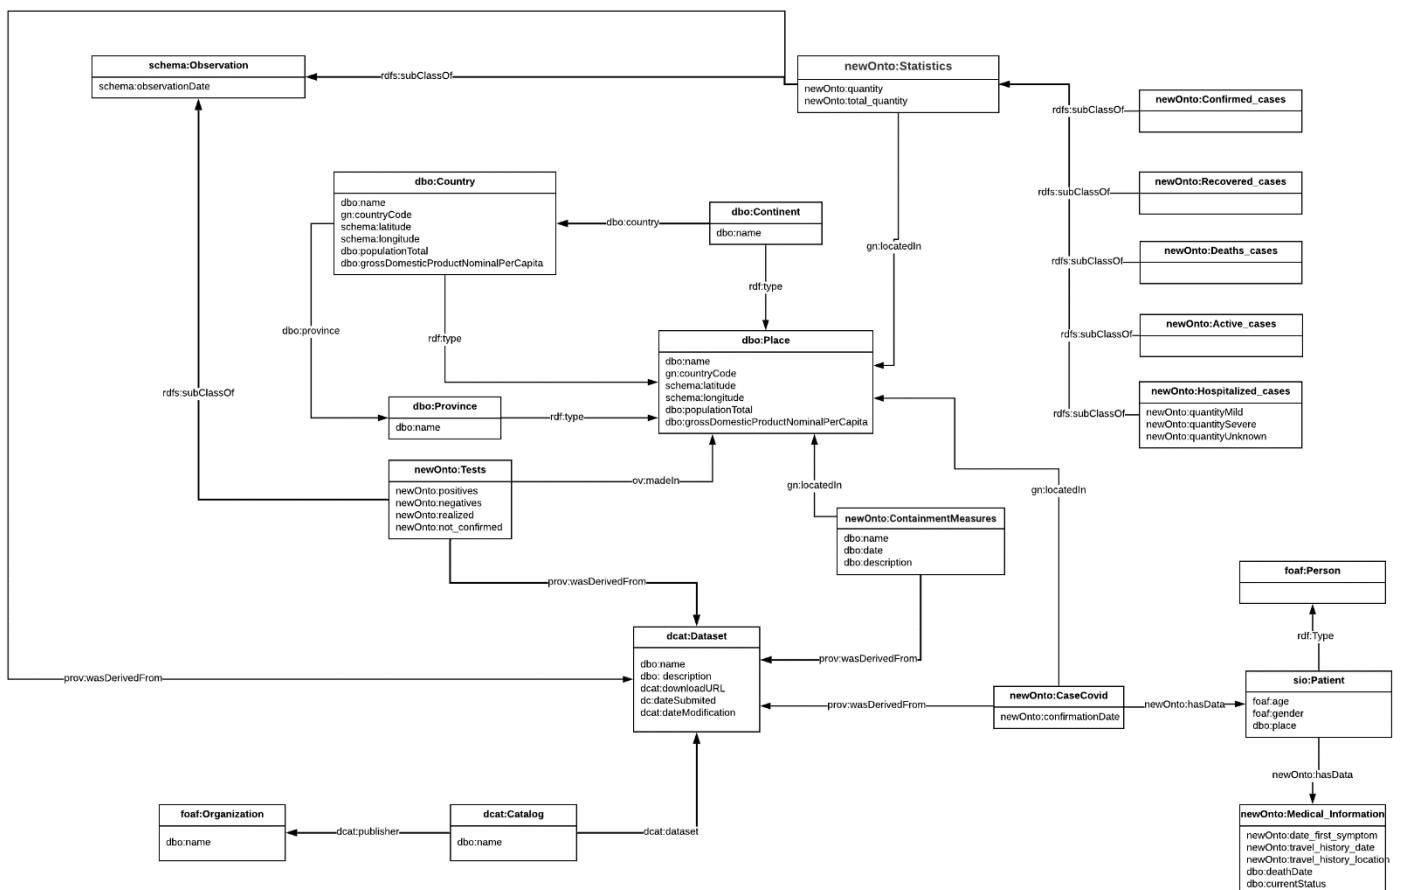 schema:Observation
schema:observationDate
rdfs:subClassOf
newOnto:Statistics
newOnto:quantity
newOnto:total_quantity
newOnto:Confirmed_cases
rdfs:subClassOf
newOnto:Recovered_cases
rdfs:subClassOf
newOnto:Deaths_cases
rdfs:subClassOf
newOnto:Active_cases
rdfs:subClassOf
newOnto:Hospitalized_cases
newOnto:quantityMild
newOnto:quantitySevere
newOnto:quantityUnknown
rdfs:subClassOf
dbo:Country
dbo:name
gn:countryCode
schema:latitude
schema:longitude
dbo:populationTotal
dbo:grossDomesticProductNominalPerCapita
dbo:country
dbo:Continent
dbo:name
gn:locatedIn
rdf:type
dbo:province
rdf:type
dbo:Place
dbo:name
gn:countryCode
schema:latitude
schema:longitude
dbo:populationTotal
dbo:grossDomesticProductNominalPerCapita
rdfs:subClassOf
dbo:Province
dbo:name
rdf:type
newOnto:Tests
newOnto:positives
newOnto:negatives
newOnto:realized
newOnto:not_confirmed
ov:madeIn
gn:locatedIn
gn:locatedIn
newOnto:ContainmentMeasures
dbo:name
dbo:date
dbo:description
prov:wasDerivedFrom
foaf:Person
rdf:Type
dcat:Dataset
dbo:name
dbo: description
dcat:downloadURL
dc:dateSubmited
dcat:dateModification
prov:wasDerivedFrom
prov:wasDerivedFrom
prov:wasDerivedFrom
newOnto:CaseCovid
newOnto:confirmationDate
newOnto:hasData
sio:Patient
foaf:age
foaf:gender
dbo:place
newOnto:hasData
foaf:Organization
dbo:name
dcat:publisher
dcat:Catalog
dbo:name
dcat:dataset
newOnto:Medical_Information
newOnto:date_first_symptom
newOnto:travel_history_date
newOnto:travel_history_location
dbo:deathDate
dbo:currentStatus